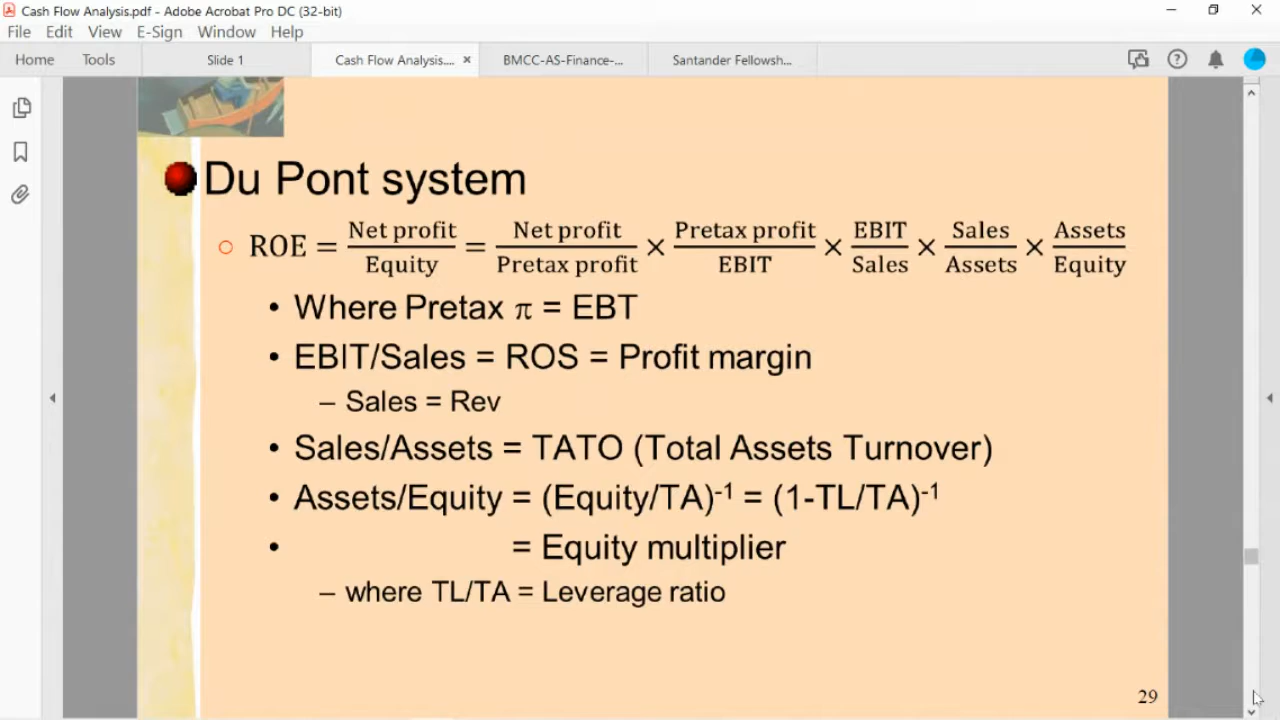 Cash Flow Analysis.pdf - Adobe Acrobat Pro DC (32-bit)
File Edit View E-Sign Window Help
Home Tools Slide 1 Cash Flow Analysis.... × BMCC-AS-Finance-... Santander Fellowsh...
Du Pont system
ROE = Net profit/Equity = Net profit/Pretax profit × Pretax profit/EBIT × EBIT/Sales × Sales/Assets × Assets/Equity
• Where Pretax π = EBT
• EBIT/Sales = ROS = Profit margin
– Sales = Rev
• Sales/Assets = TATO (Total Assets Turnover)
• Assets/Equity = (Equity/TA)⁻¹ = (1-TL/TA)⁻¹
• = Equity multiplier
– where TL/TA = Leverage ratio
29